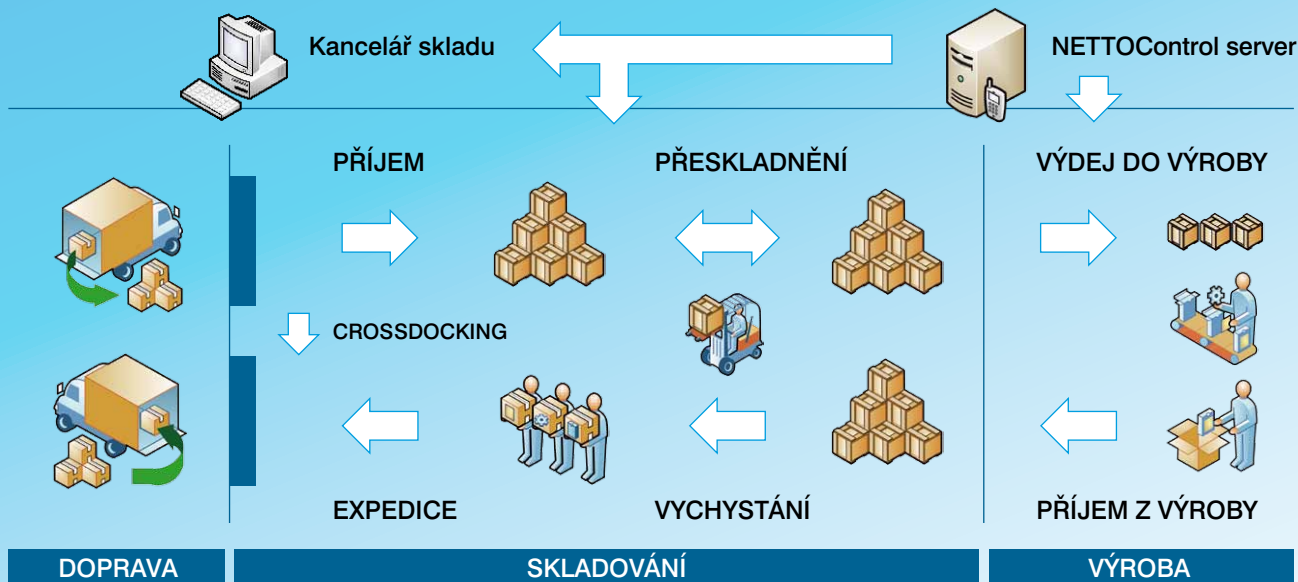 Kancelář skladu
NETTOControl server
PŘÍJEM
PŘESKLADNĚNÍ
VÝDEJ DO VÝROBY
CROSSDOCKING
EXPEDICE
VYCHYSTÁNÍ
PŘÍJEM Z VÝROBY
DOPRAVA
SKLADOVÁNÍ
VÝROBA